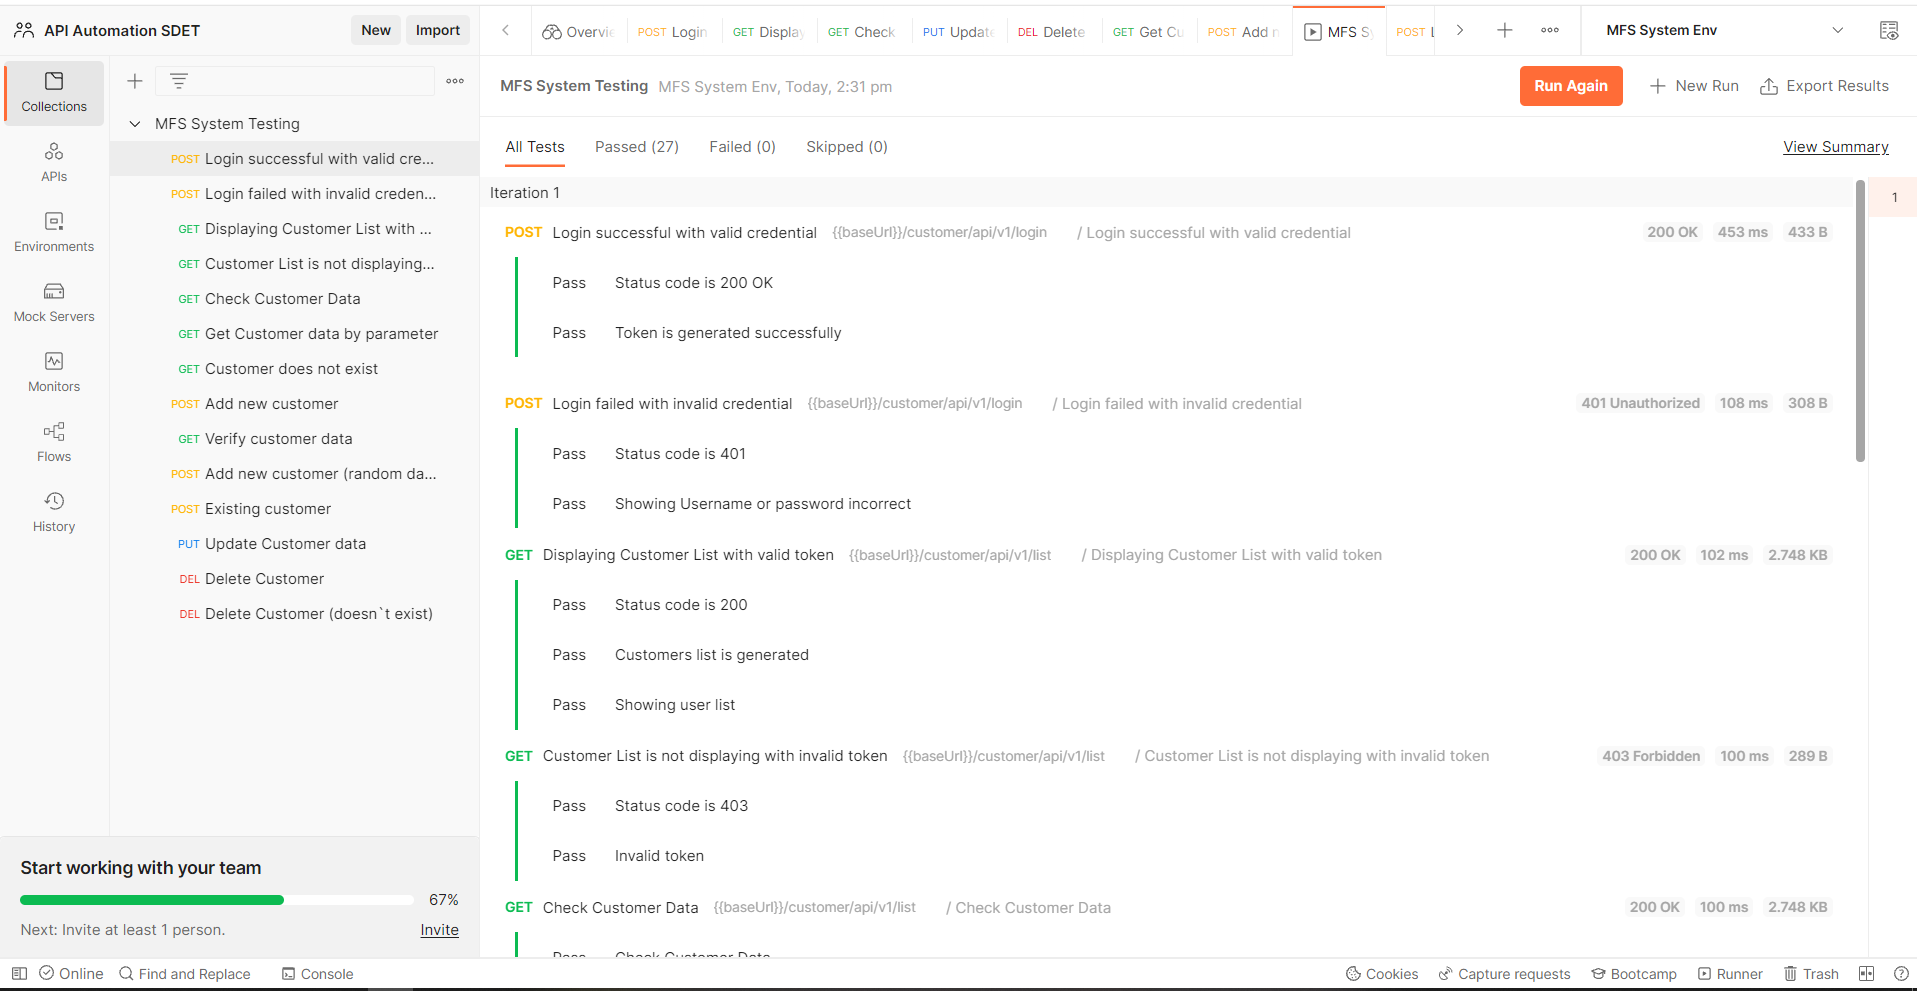 API Automation SDET
New Import
Overvie
POST Login
GET Display
GET Check
PUT Update
DEL Delete
GET Get Cu
POST Add n
MFS Sy
POST L
MFS System Env
Collections
APIs
Environments
Mock Servers
Monitors
Flows
History
MFS System Testing
POST Login successful with valid cre...
POST Login failed with invalid creden...
GET Displaying Customer List with ...
GET Customer List is not displaying...
GET Check Customer Data
GET Get Customer data by parameter
GET Customer does not exist
POST Add new customer
GET Verify customer data
POST Add new customer (random da...
POST Existing customer
PUT Update Customer data
DEL Delete Customer
DEL Delete Customer (doesn`t exist)
Start working with your team
67%
Next: Invite at least 1 person. Invite
MFS System Testing MFS System Env, Today, 2:31 pm
Run Again New Run Export Results
All Tests Passed (27) Failed (0) Skipped (0) View Summary
Iteration 1
1
POST Login successful with valid credential {{baseUrl}}/customer/api/v1/login / Login successful with valid credential 200 OK 453 ms 433 B
Pass Status code is 200 OK
Pass Token is generated successfully
POST Login failed with invalid credential {{baseUrl}}/customer/api/v1/login / Login failed with invalid credential 401 Unauthorized 108 ms 308 B
Pass Status code is 401
Pass Showing Username or password incorrect
GET Displaying Customer List with valid token {{baseUrl}}/customer/api/v1/list / Displaying Customer List with valid token 200 OK 102 ms 2.748 KB
Pass Status code is 200
Pass Customers list is generated
Pass Showing user list
GET Customer List is not displaying with invalid token {{baseUrl}}/customer/api/v1/list / Customer List is not displaying with invalid token 403 Forbidden 100 ms 289 B
Pass Status code is 403
Pass Invalid token
GET Check Customer Data {{baseUrl}}/customer/api/v1/list / Check Customer Data 200 OK 100 ms 2.748 KB
Pass Check Customer Data
Online Find and Replace Console Cookies Capture requests Bootcamp Runner Trash